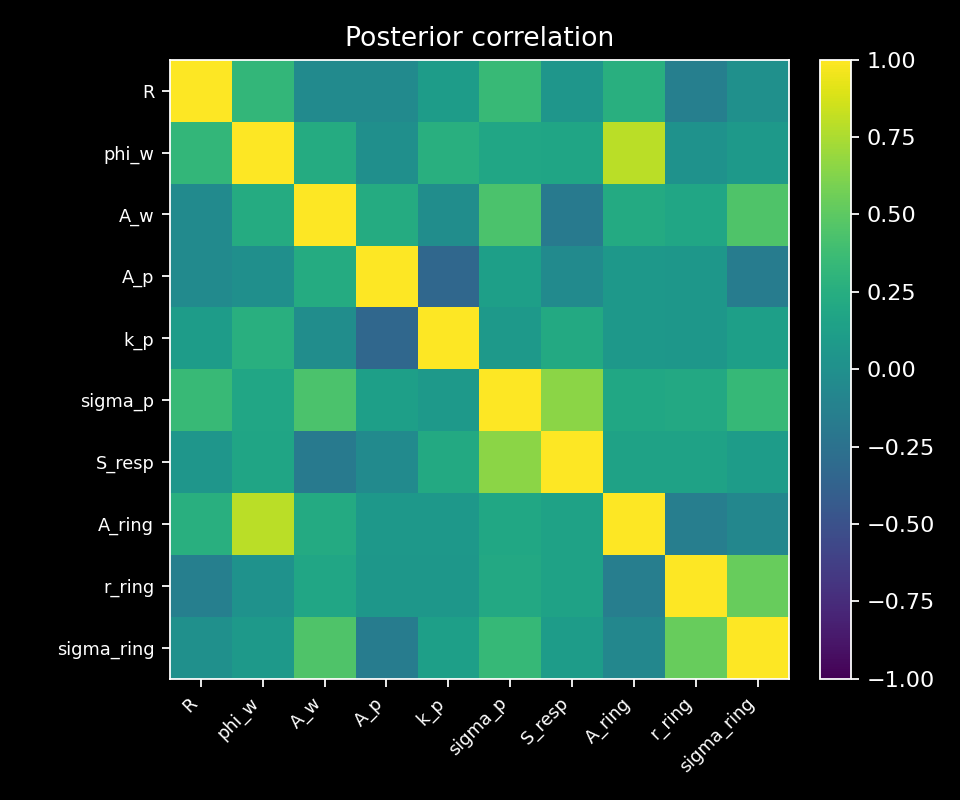 Posterior correlation
R
phi_w
A_w
A_p
k_p
sigma_p
S_resp
A_ring
r_ring
sigma_ring
R
phi_w
A_w
A_p
k_p
sigma_p
S_resp
A_ring
r_ring
sigma_ring
1.00
0.75
0.50
0.25
0.00
−0.25
−0.50
−0.75
−1.00